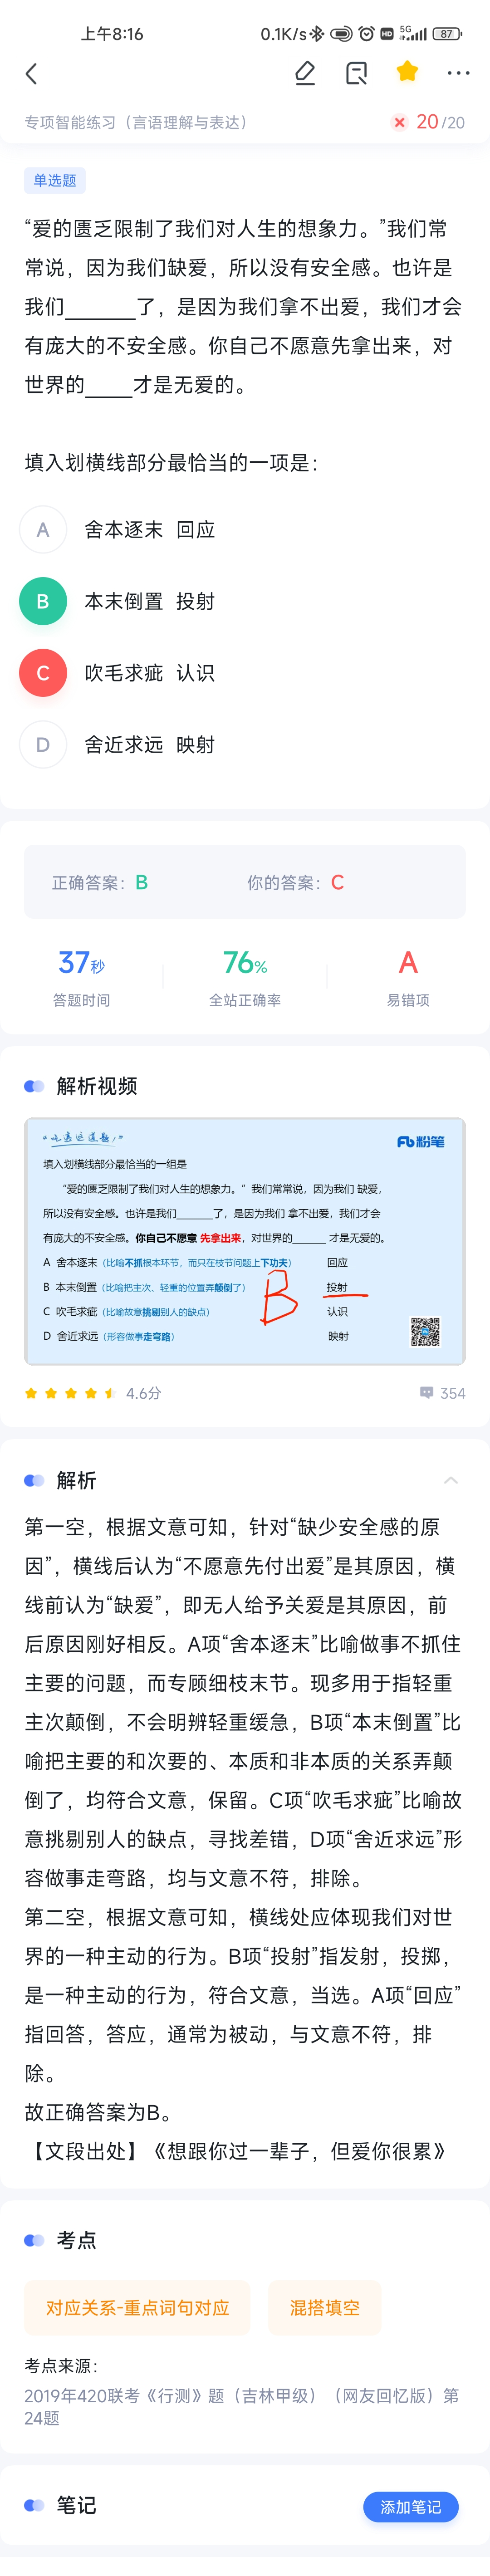 上午8:16 0.1K/s HD 5G 87
专项智能练习（言语理解与表达） 20/20
单选题
“爱的匮乏限制了我们对人生的想象力。”我们常
常说，因为我们缺爱，所以没有安全感。也许是
我们______了，是因为我们拿不出爱，我们才会
有庞大的不安全感。你自己不愿意先拿出来，对
世界的____才是无爱的。
填入划横线部分最恰当的一项是：
A 舍本逐末 回应
B 本末倒置 投射
C 吹毛求疵 认识
D 舍近求远 映射
正确答案：B 你的答案：C
37秒 76% A
答题时间 全站正确率 易错项
解析视频
“吃透这道题！” 粉笔
填入划横线部分最恰当的一组是
“爱的匮乏限制了我们对人生的想象力。”我们常常说，因为我们 缺爱，
所以没有安全感。也许是我们______了，是因为我们 拿不出爱，我们才会
有庞大的不安全感。你自己不愿意 先拿出来，对世界的______ 才是无爱的。
A 舍本逐末（比喻不抓根本环节，而只在枝节问题上下功夫） 回应
B 本末倒置（比喻把主次、轻重的位置弄颠倒了） 投射
B
C 吹毛求疵（比喻故意挑剔别人的缺点） 认识
D 舍近求远（形容做事走弯路） 映射
4.6分 354
解析
第一空，根据文意可知，针对“缺少安全感的原
因”，横线后认为“不愿意先付出爱”是其原因，横
线前认为“缺爱”，即无人给予关爱是其原因，前
后原因刚好相反。A项“舍本逐末”比喻做事不抓住
主要的问题，而专顾细枝末节。现多用于指轻重
主次颠倒，不会明辨轻重缓急，B项“本末倒置”比
喻把主要的和次要的、本质和非本质的关系弄颠
倒了，均符合文意，保留。C项“吹毛求疵”比喻故
意挑剔别人的缺点，寻找差错，D项“舍近求远”形
容做事走弯路，均与文意不符，排除。
第二空，根据文意可知，横线处应体现我们对世
界的一种主动的行为。B项“投射”指发射，投掷，
是一种主动的行为，符合文意，当选。A项“回应”
指回答，答应，通常为被动，与文意不符，排
除。
故正确答案为B。
【文段出处】《想跟你过一辈子，但爱你很累》
考点
对应关系-重点词句对应 混搭填空
考点来源：
2019年420联考《行测》题（吉林甲级）（网友回忆版）第
24题
笔记 添加笔记